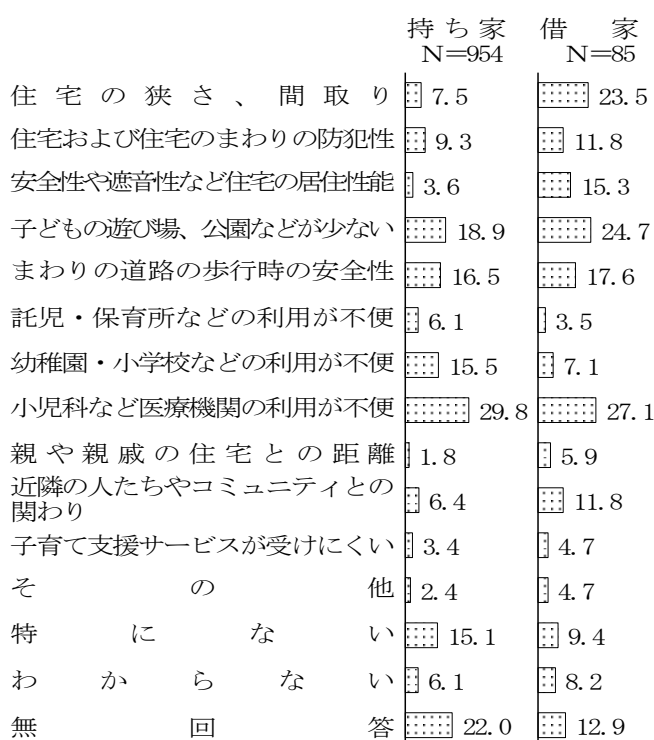 持ち家 借家
N=954 N=85
住宅の狭さ、間取り 7.5 23.5
住宅および住宅のまわりの防犯性 9.3 11.8
安全性や遮音性など住宅の居住性能 3.6 15.3
子どもの遊び場、公園などが少ない 18.9 24.7
まわりの道路の歩行時の安全性 16.5 17.6
託児・保育所などの利用が不便 6.1 3.5
幼稚園・小学校などの利用が不便 15.5 7.1
小児科など医療機関の利用が不便 29.8 27.1
親や親戚の住宅との距離 1.8 5.9
近隣の人たちやコミュニティとの
関わり 6.4 11.8
子育て支援サービスが受けにくい 3.4 4.7
その他 2.4 4.7
特にない 15.1 9.4
わからない 6.1 8.2
無回答 22.0 12.9